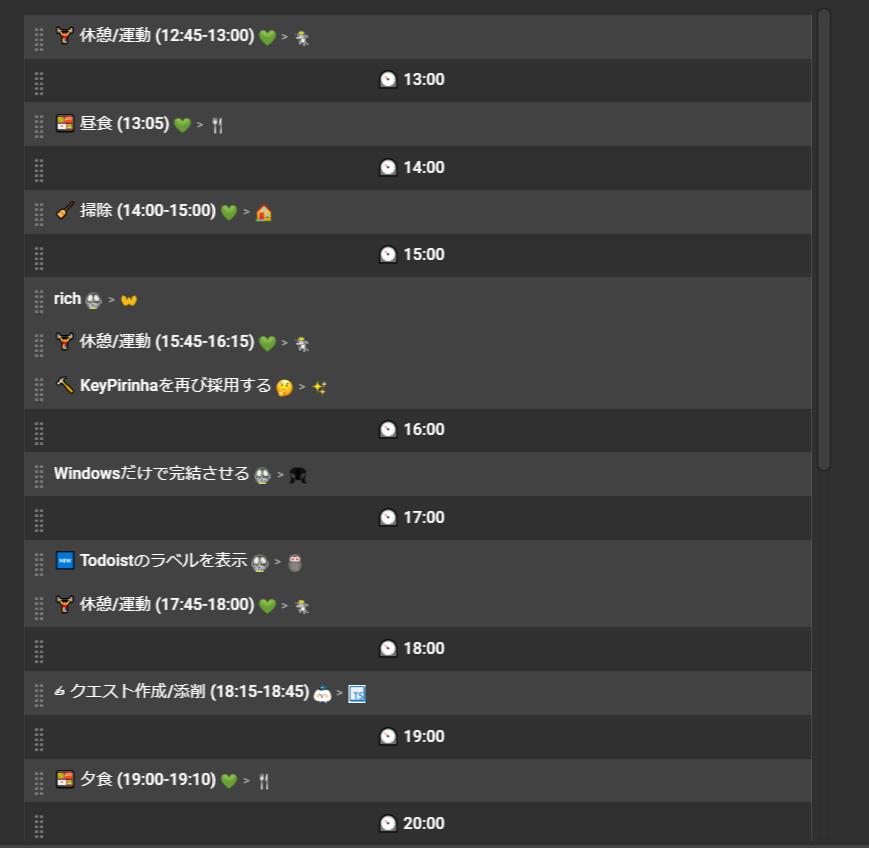 休憩/運動 (12:45-13:00) >
13:00
昼食 (13:05) >
14:00
掃除 (14:00-15:00) >
15:00
rich >
休憩/運動 (15:45-16:15) >
KeyPirinhaを再び採用する >
16:00
Windowsだけで完結させる >
17:00
NEW Todoistのラベルを表示 >
休憩/運動 (17:45-18:00) >
18:00
クエスト作成/添削 (18:15-18:45) > TS
19:00
夕食 (19:00-19:10) >
20:00